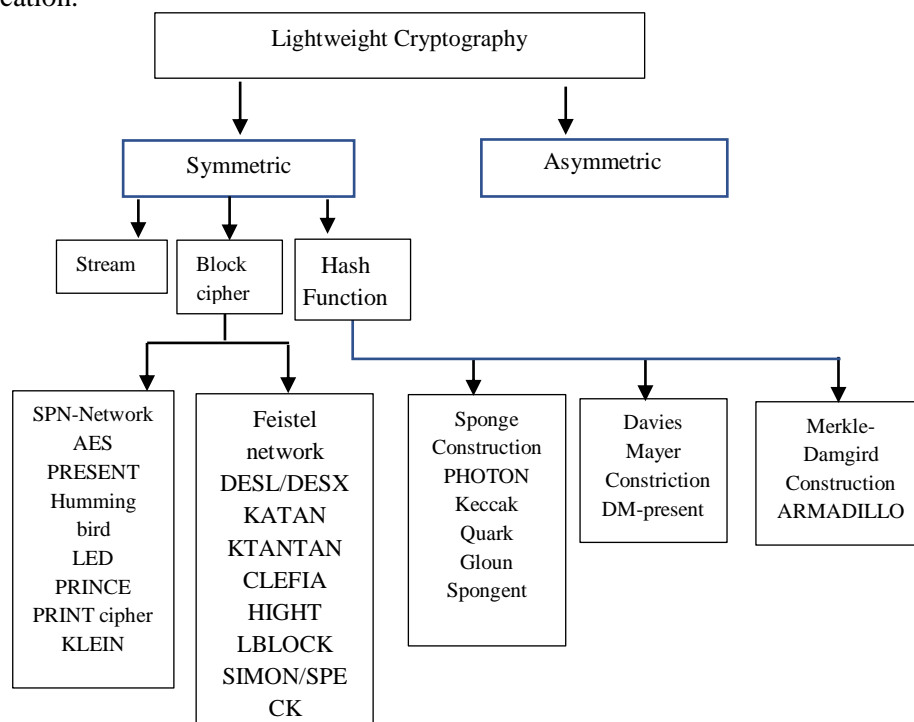 cation.
Lightweight Cryptography
Symmetric
Asymmetric
Stream
Block
cipher
Hash
Function
SPN-Network
AES
PRESENT
Humming
bird
LED
PRINCE
PRINT cipher
KLEIN
Feistel
network
DESL/DESX
KATAN
KTANTAN
CLEFIA
HIGHT
LBLOCK
SIMON/SPE
CK
Sponge
Construction
PHOTON
Keccak
Quark
Gloun
Spongent
Davies
Mayer
Constriction
DM-present
Merkle-
Damgird
Construction
ARMADILLO